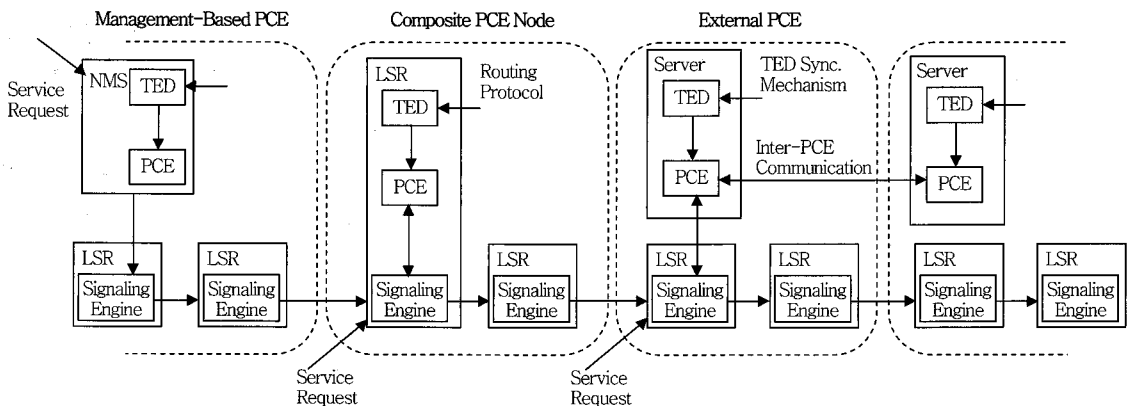 Management-Based PCE
Composite PCE Node
External PCE
Service
Request
NMS
TED
PCE
LSR
Signaling
Engine
LSR
Signaling
Engine
LSR
TED
Routing
Protocol
PCE
Signaling
Engine
LSR
Signaling
Engine
Service
Request
Server
TED
TED Sync.
Mechanism
PCE
Inter-PCE
Communication
LSR
Signaling
Engine
LSR
Signaling
Engine
Service
Request
Server
TED
PCE
LSR
Signaling
Engine
LSR
Signaling
Engine